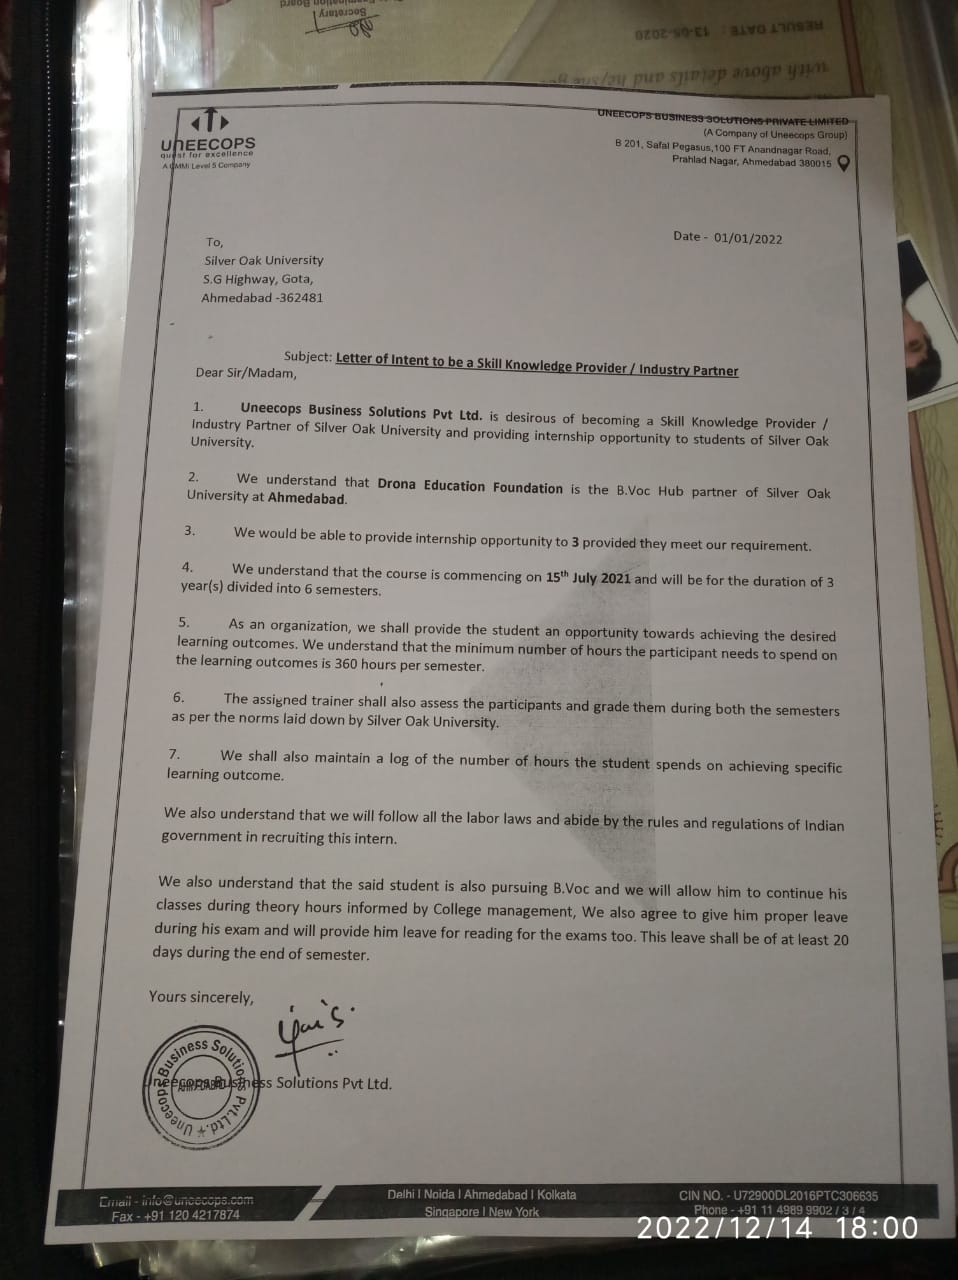 Secretary
RESULT DATE : 13-05-2020
with above details and he/she
UNEECOPS
quest for excellence
A CMMi Level 5 Company
UNEECOPS BUSINESS SOLUTIONS PRIVATE LIMITED
(A Company of Uneecops Group)
B 201, Safal Pegasus,100 FT Anandnagar Road,
Prahlad Nagar, Ahmedabad 380015
Date - 01/01/2022
To,
Silver Oak University
S.G Highway, Gota,
Ahmedabad -362481
Subject: Letter of Intent to be a Skill Knowledge Provider / Industry Partner
Dear Sir/Madam,
1. Uneecops Business Solutions Pvt Ltd. is desirous of becoming a Skill Knowledge Provider /
Industry Partner of Silver Oak University and providing internship opportunity to students of Silver Oak
University.
2. We understand that Drona Education Foundation is the B.Voc Hub partner of Silver Oak
University at Ahmedabad.
3. We would be able to provide internship opportunity to 3 provided they meet our requirement.
4. We understand that the course is commencing on 15th July 2021 and will be for the duration of 3
year(s) divided into 6 semesters.
5. As an organization, we shall provide the student an opportunity towards achieving the desired
learning outcomes. We understand that the minimum number of hours the participant needs to spend on
the learning outcomes is 360 hours per semester.
6. The assigned trainer shall also assess the participants and grade them during both the semesters
as per the norms laid down by Silver Oak University.
7. We shall also maintain a log of the number of hours the student spends on achieving specific
learning outcome.
We also understand that we will follow all the labor laws and abide by the rules and regulations of Indian
government in recruiting this intern.
We also understand that the said student is also pursuing B.Voc and we will allow him to continue his
classes during theory hours informed by College management, We also agree to give him proper leave
during his exam and will provide him leave for reading for the exams too. This leave shall be of at least 20
days during the end of semester.
Yours sincerely,
Uneecops Business Solutions Pvt Ltd.
Uneecops Business Solutions Pvt.Ltd.
Email - info@uneecops.com
Fax - +91 120 4217874
Delhi I Noida I Ahmedabad I Kolkata
Singapore I New York
CIN NO. - U72900DL2016PTC306635
Phone - +91 11 4989 9902 / 3 / 4
2022/12/14 18:00